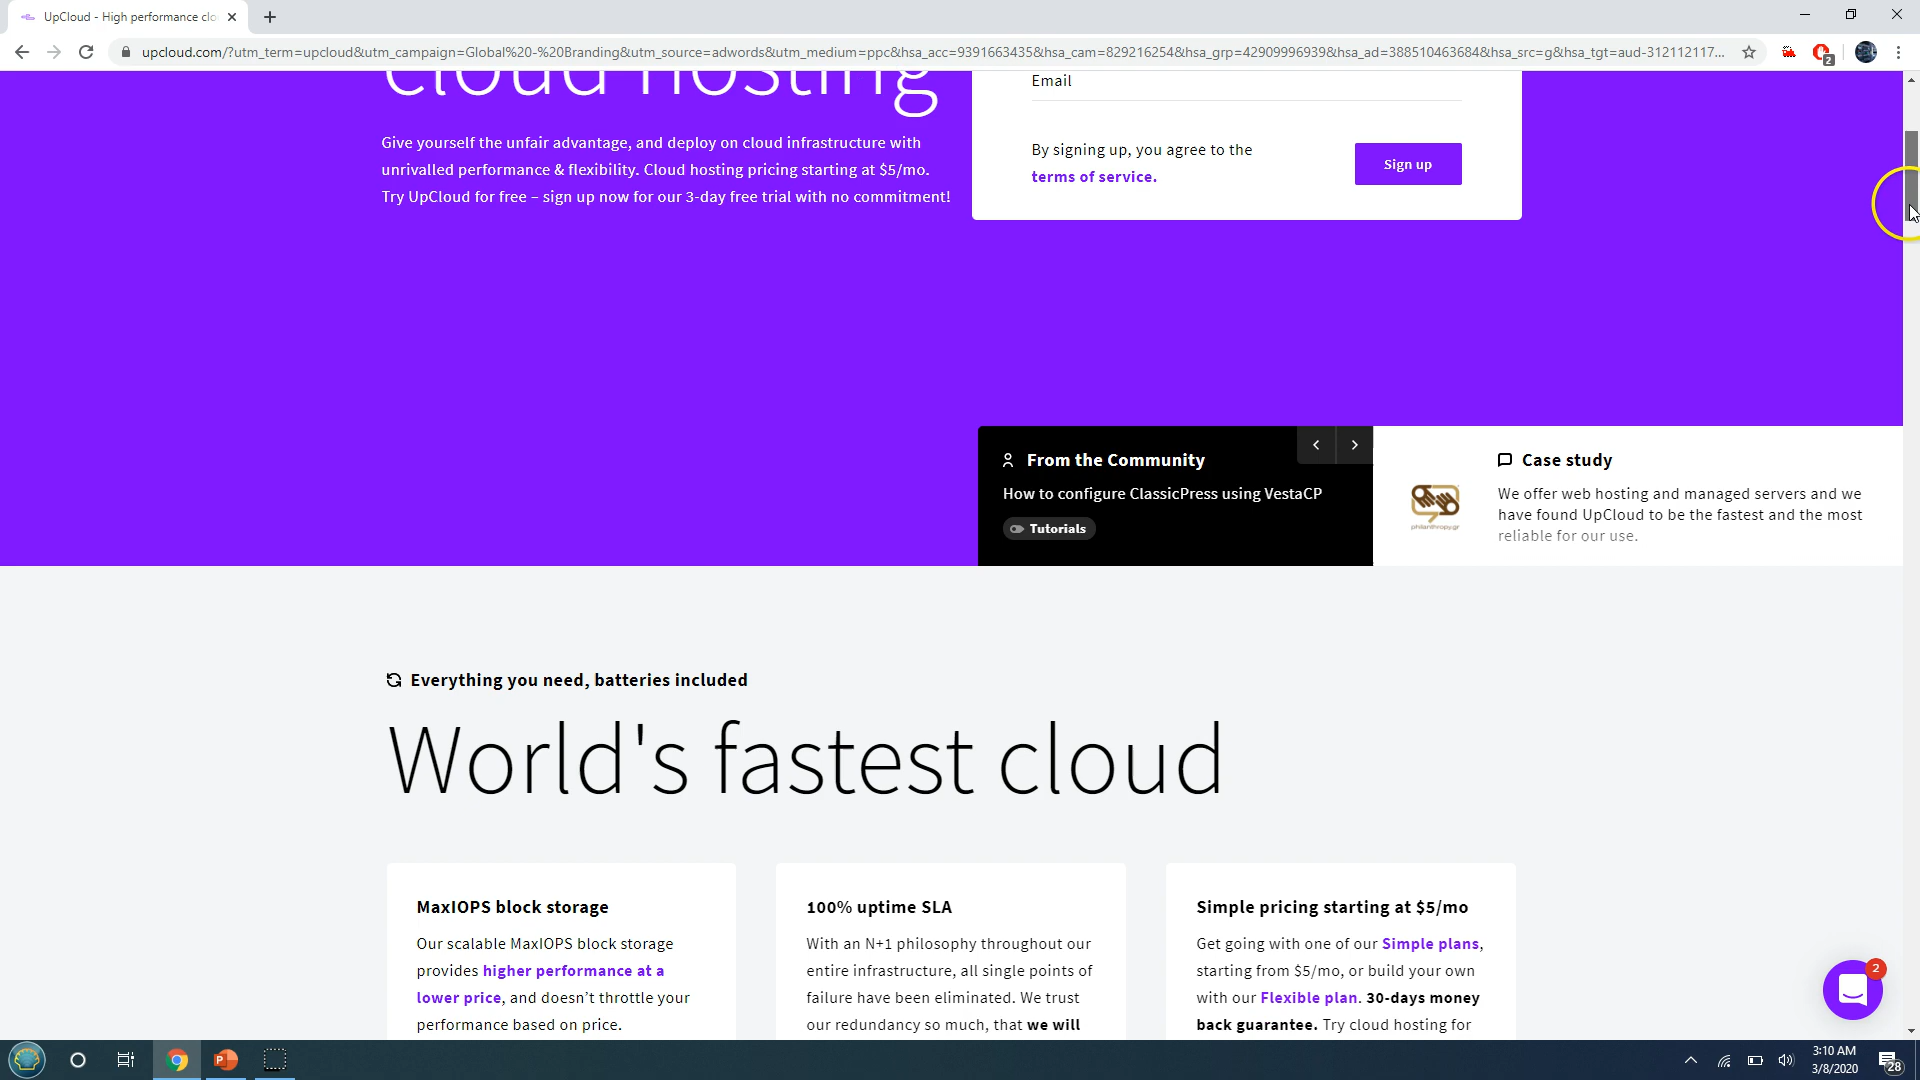 UpCloud - High performance clo
upcloud.com/?utm_term=upcloud&utm_campaign=Global%20-%20Branding&utm_source=adwords&utm_medium=ppc&hsa_acc=9391663435&hsa_cam=829216254&hsa_grp=42909996939&hsa_ad=388510463684&hsa_src=g&hsa_tgt=aud-312112117...
2
cloud hosting
Give yourself the unfair advantage, and deploy on cloud infrastructure with
unrivalled performance & flexibility. Cloud hosting pricing starting at $5/mo.
Try UpCloud for free – sign up now for our 3-day free trial with no commitment!
Email
By signing up, you agree to the
terms of service.
Sign up
From the Community
How to configure ClassicPress using VestaCP
Tutorials
philanthropy.gr
Case study
We offer web hosting and managed servers and we
have found UpCloud to be the fastest and the most
reliable for our use.
Everything you need, batteries included
World's fastest cloud
MaxIOPS block storage
Our scalable MaxIOPS block storage
provides higher performance at a
lower price, and doesn’t throttle your
performance based on price.
100% uptime SLA
With an N+1 philosophy throughout our
entire infrastructure, all single points of
failure have been eliminated. We trust
our redundancy so much, that we will
Simple pricing starting at $5/mo
Get going with one of our Simple plans,
starting from $5/mo, or build your own
with our Flexible plan. 30-days money
back guarantee. Try cloud hosting for
2
3:10 AM
3/8/2020
28